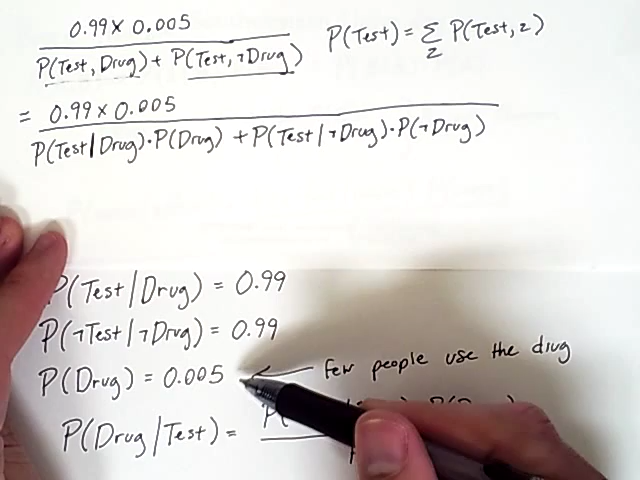 0.99 × 0.005
P(Test, Drug) + P(Test, ¬Drug)
P(Test) = Σ P(Test, z)
z
= 0.99 × 0.005
P(Test | Drug)·P(Drug) + P(Test | ¬Drug)·P(¬Drug)
P(Test | Drug) = 0.99
P(¬Test | ¬Drug) = 0.99
P(Drug) = 0.005 ← few people use the drug
P(Drug | Test) =